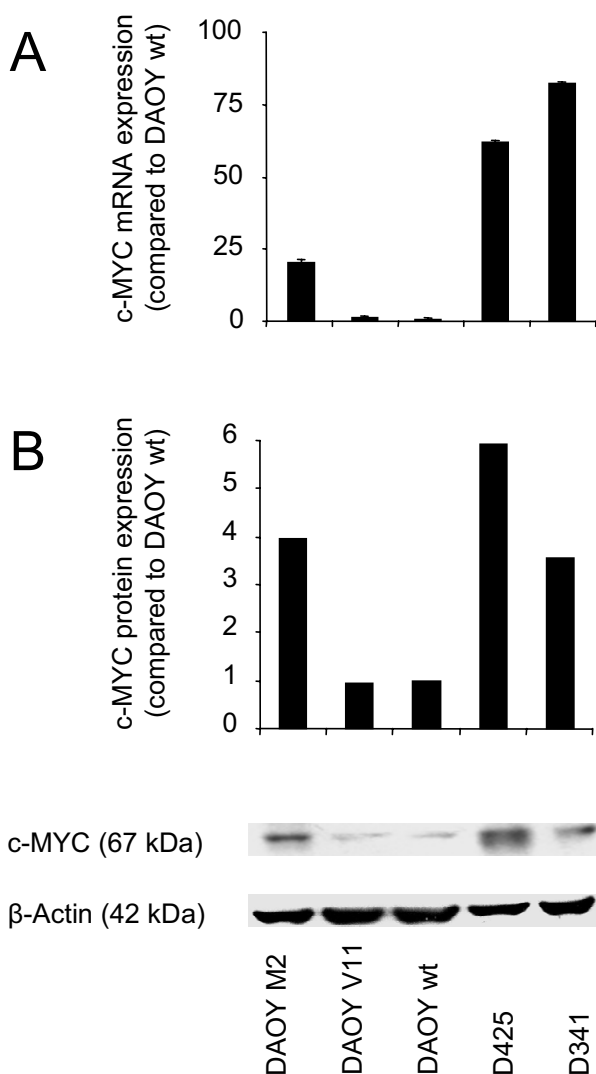 A
c-MYC mRNA expression
(compared to DAOY wt)
100
75
50
25
0
B
c-MYC protein expression
(compared to DAOY wt)
6
5
4
3
2
1
0
c-MYC (67 kDa)
β-Actin (42 kDa)
DAOY M2
DAOY V11
DAOY wt
D425
D341